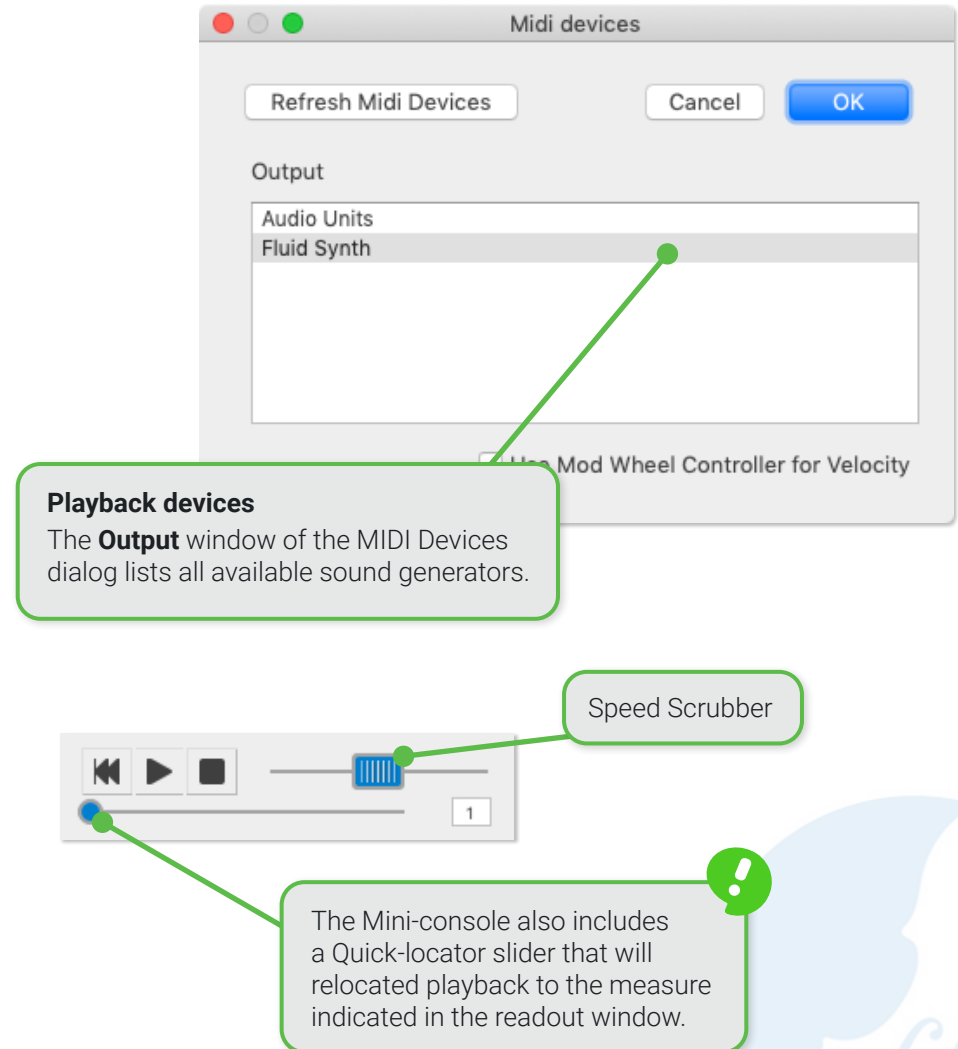 Midi devices
Refresh Midi Devices
Cancel
OK
Output
Audio Units
Fluid Synth
Mod Wheel Controller for Velocity
Playback devices
The Output window of the MIDI Devices
dialog lists all available sound generators.
Speed Scrubber
1
The Mini-console also includes
a Quick-locator slider that will
relocated playback to the measure
indicated in the readout window.